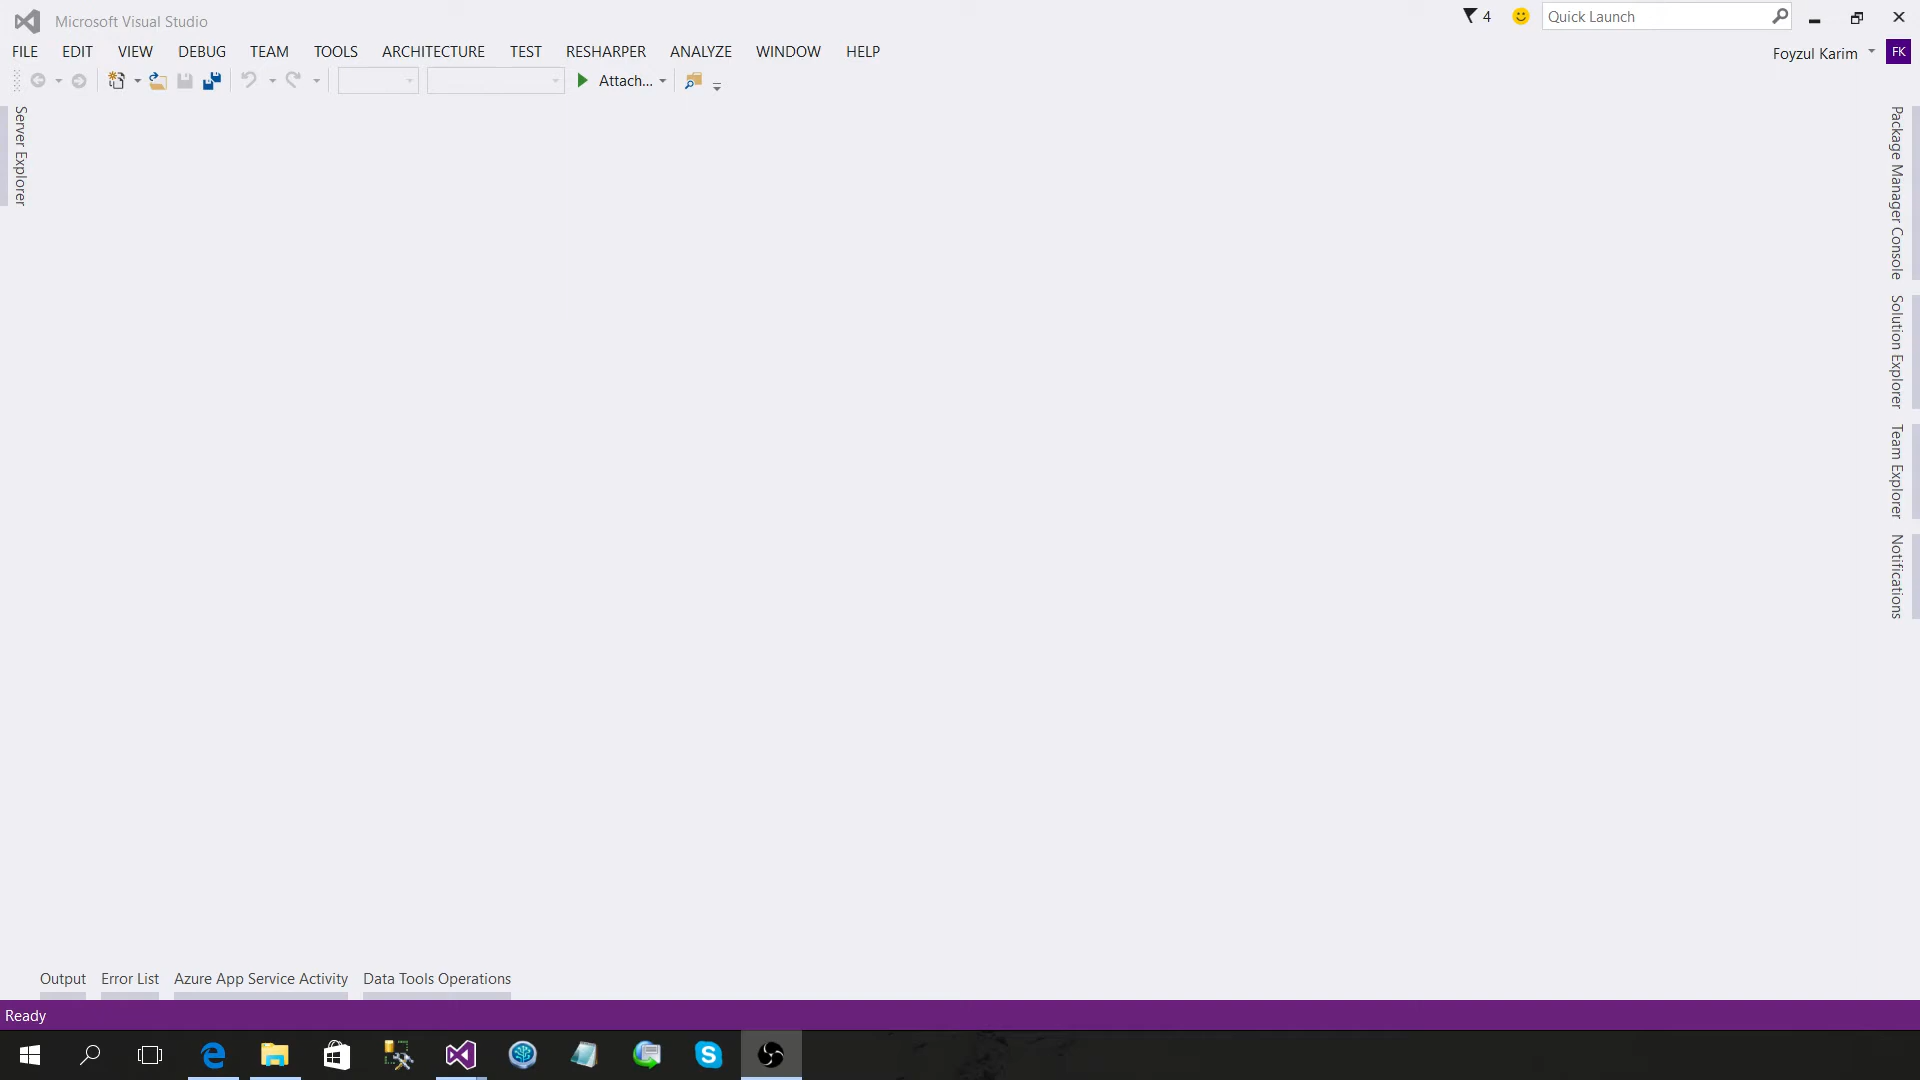 Microsoft Visual Studio
4
Quick Launch
FILE EDIT VIEW DEBUG TEAM TOOLS ARCHITECTURE TEST RESHARPER ANALYZE WINDOW HELP
Foyzul Karim FK
Attach...
Server Explorer
Package Manager Console
Solution Explorer
Team Explorer
Notifications
Output Error List Azure App Service Activity Data Tools Operations
Ready